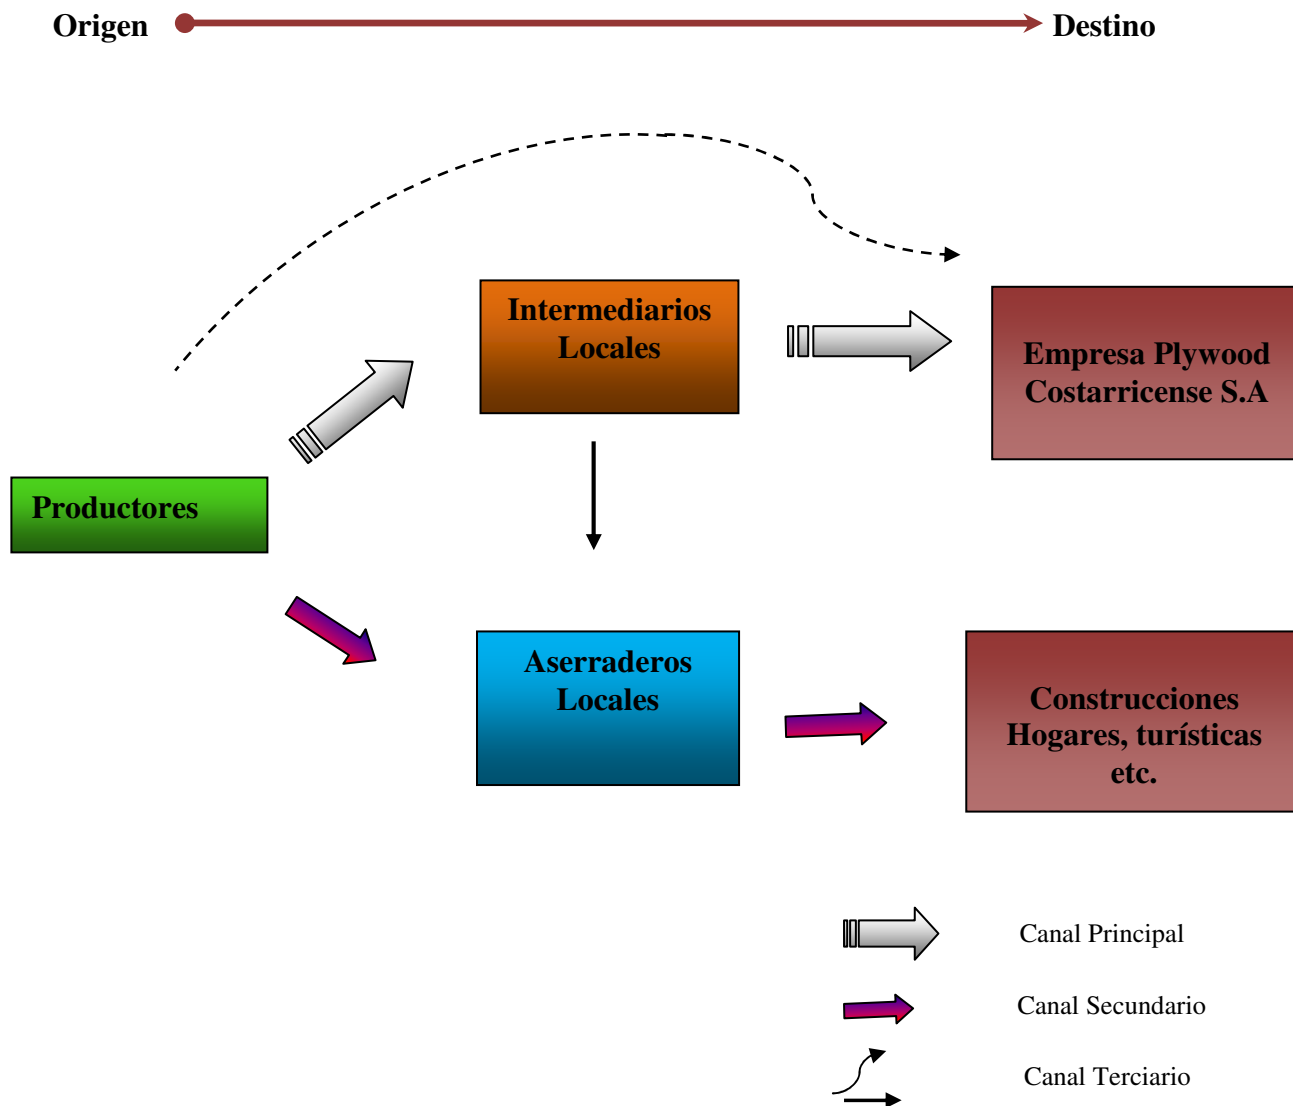 Origen
Destino
Intermediarios
Locales
Empresa Plywood
Costarricense S.A
Productores
Aserraderos
Locales
Construcciones
Hogares, turísticas
etc.
Canal Principal
Canal Secundario
Canal Terciario